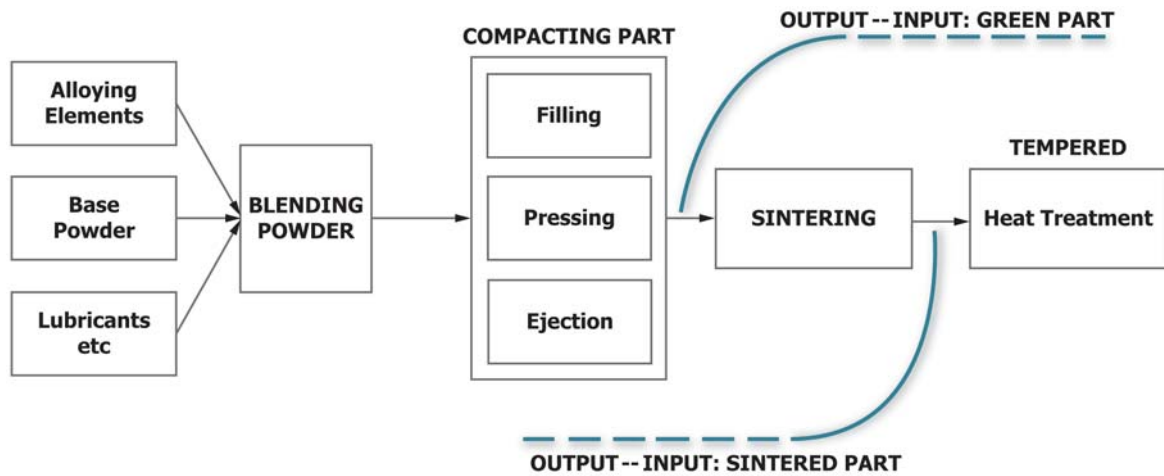 OUTPUT -- INPUT: GREEN PART
COMPACTING PART
Alloying
Elements
Filling
TEMPERED
Base
Powder
BLENDING
POWDER
Pressing
SINTERING
Heat Treatment
Lubricants
etc
Ejection
OUTPUT -- INPUT: SINTERED PART